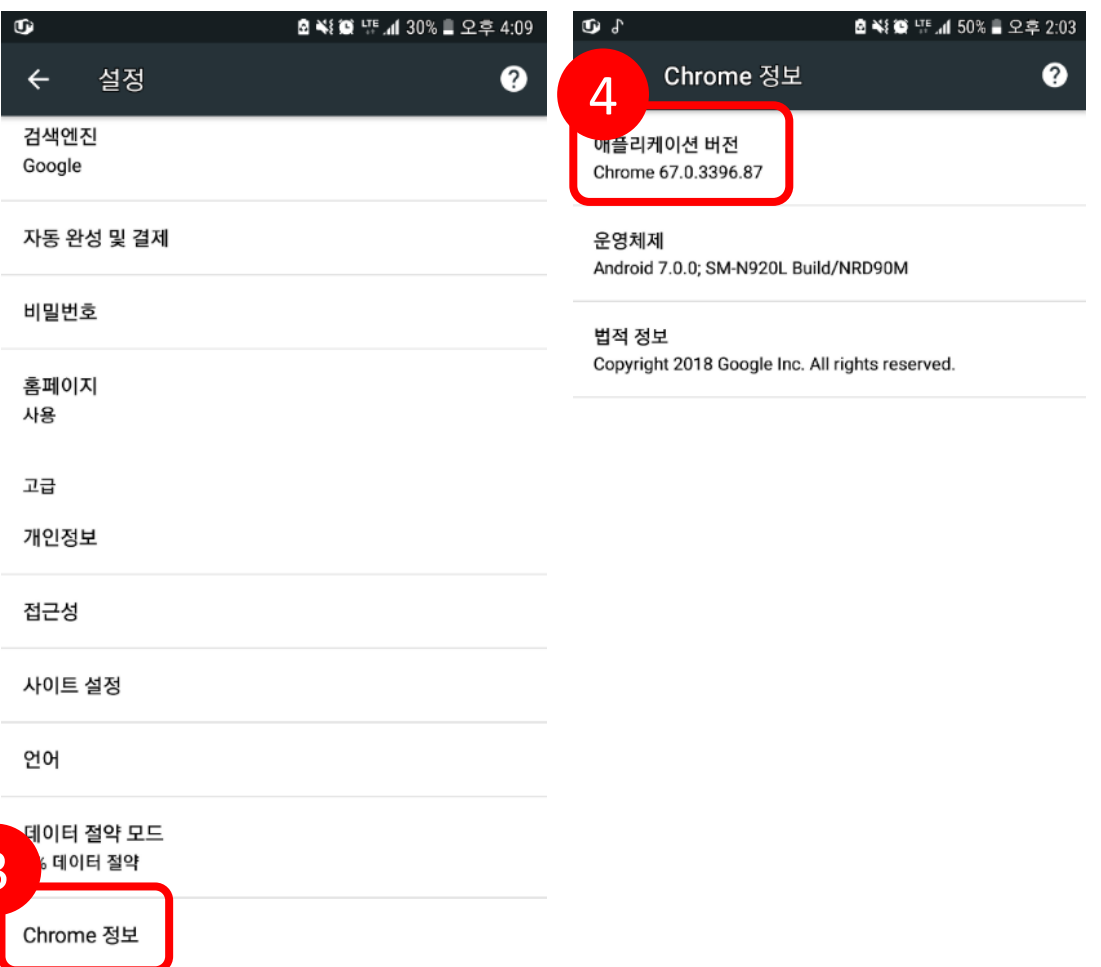 LTE 30% 오후 4:09
설정
검색엔진
Google
자동 완성 및 결제
비밀번호
홈페이지
사용
고급
개인정보
접근성
사이트 설정
언어
데이터 절약 모드
% 데이터 절약
3
Chrome 정보
LTE 50% 오후 2:03
4
Chrome 정보
애플리케이션 버전
Chrome 67.0.3396.87
운영체제
Android 7.0.0; SM-N920L Build/NRD90M
법적 정보
Copyright 2018 Google Inc. All rights reserved.